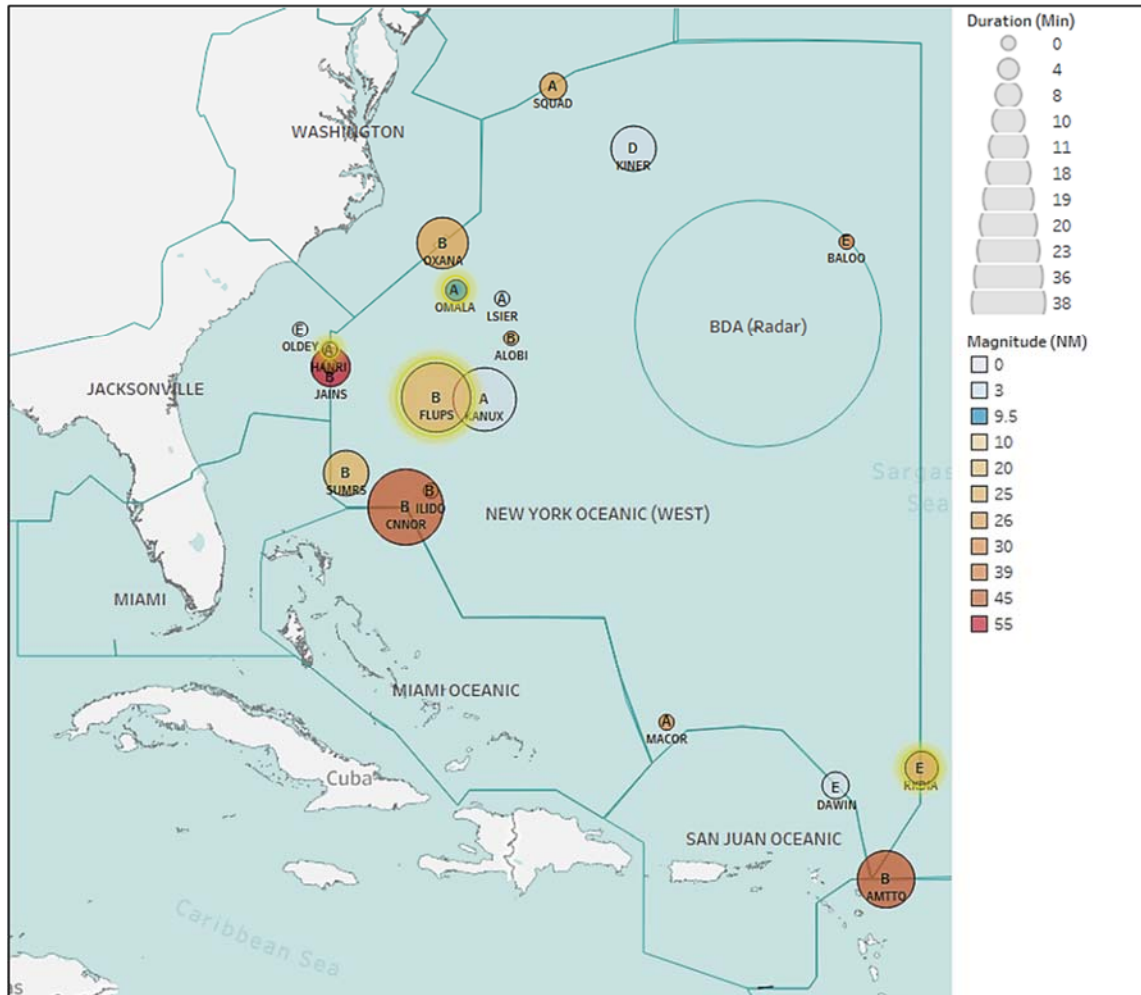 Duration (Min)
0
4
8
10
11
18
19
20
23
36
38
Magnitude (NM)
0
3
9.5
10
20
25
26
30
39
45
55
A
SQUAD
WASHINGTON
D
KINER
B
OXANA
E
BALOO
A
OMALA
A
LSIER
E
OLDEY
BDA (Radar)
B
ALOBI
A
HANRI
B
JAINS
JACKSONVILLE
B
FLUPS
A
KANUX
Sargas
Sea
B
SUMRS
B
ILIDO
B
CNNOR
NEW YORK OCEANIC (WEST)
MIAMI
MIAMI OCEANIC
A
MACOR
Cuba
E
E
DAWIN
SAN JUAN OCEANIC
B
AMTTO
Caribbean Sea
as